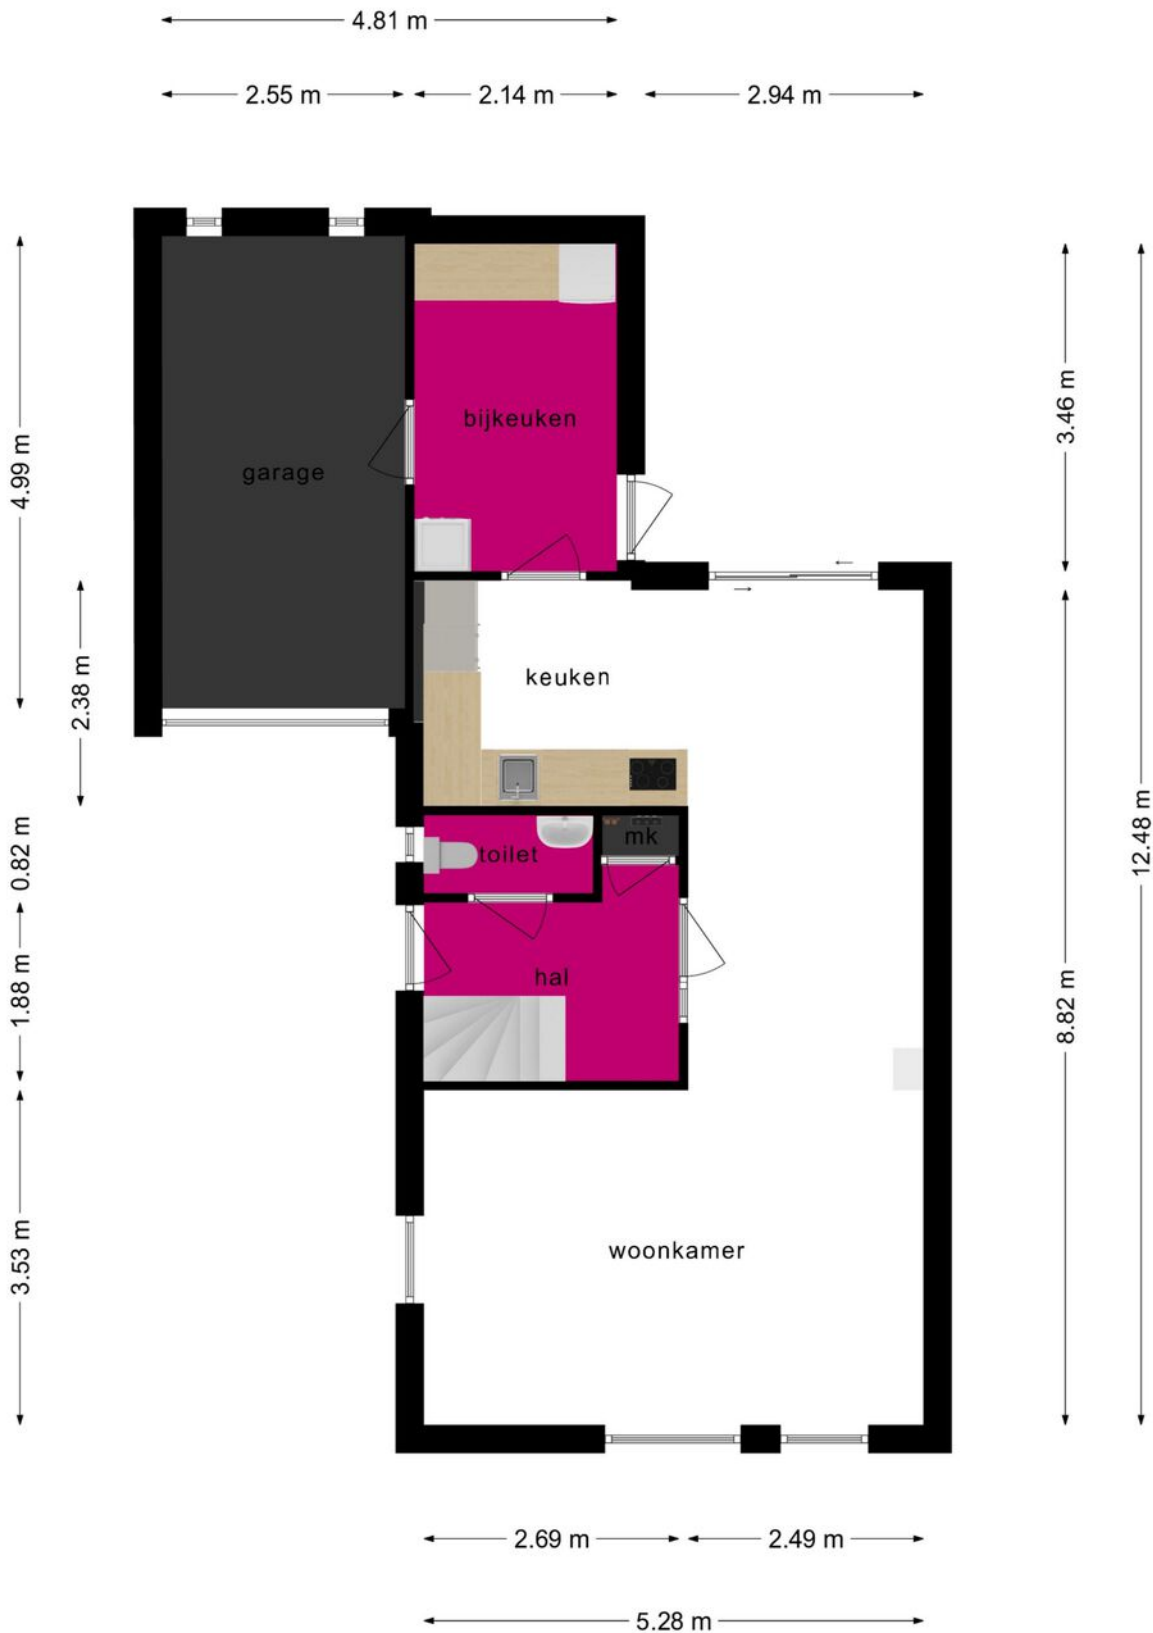 4.81 m
2.55 m
2.14 m
2.94 m
bijkeuken
garage
4.99 m
3.46 m
2.38 m
keuken
12.48 m
0.82 m
mk
toilet
hal
1.88 m
8.82 m
3.53 m
woonkamer
2.69 m
2.49 m
5.28 m